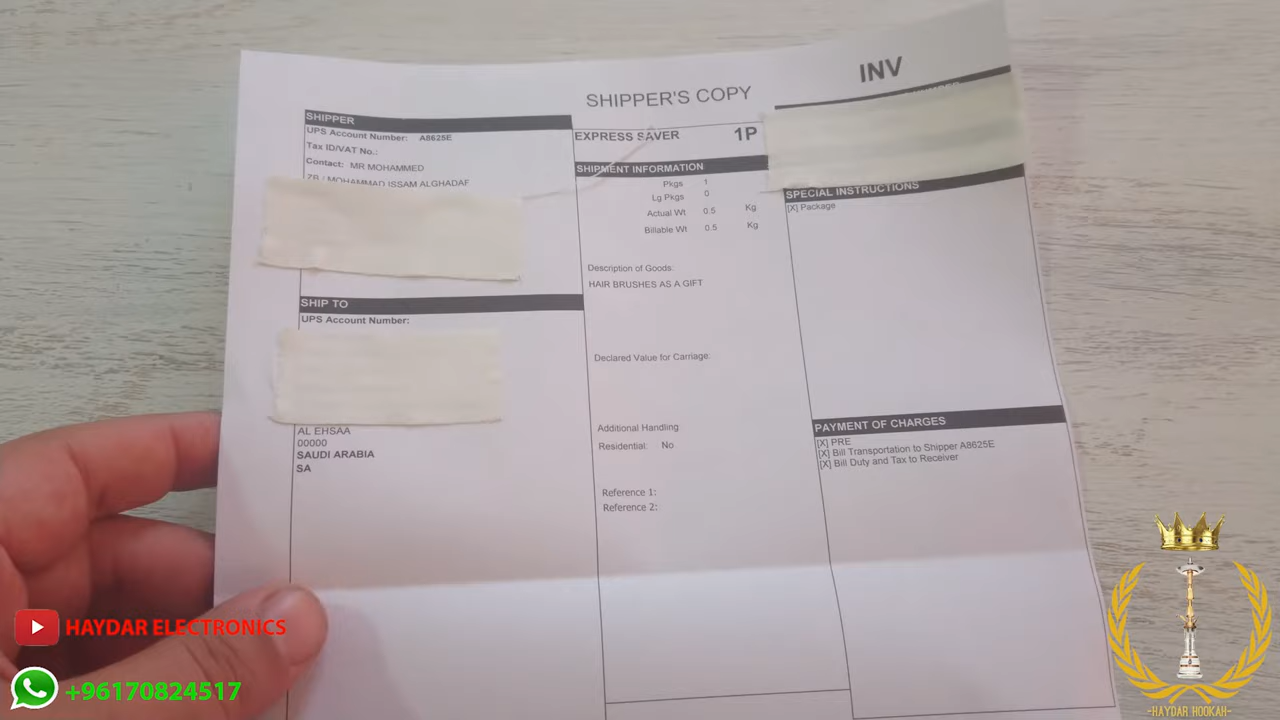 INV
SHIPPER'S COPY
SHIPPER
UPS Account Number: A8625E
Tax ID/VAT No.:
Contact: MR MOHAMMED
ZR / MOHAMMAD ISSAM ALGHADAF
SHIP TO
UPS Account Number:
AL EHSAA
00000
SAUDI ARABIA
SA
EXPRESS SAVER 1P
SHIPMENT INFORMATION
Pkgs 1
Lg Pkgs 0
Actual Wt 0.5 Kg
Billable Wt 0.5 Kg
Description of Goods:
HAIR BRUSHES AS A GIFT
Declared Value for Carriage:
Additional Handling
Residential: No
Reference 1:
Reference 2:
SPECIAL INSTRUCTIONS
[X] Package
PAYMENT OF CHARGES
[X] PRE
[X] Bill Transportation to Shipper A8625E
[X] Bill Duty and Tax to Receiver
HAYDAR ELECTRONICS
+96170824517
-HAYDAR HOOKAH-